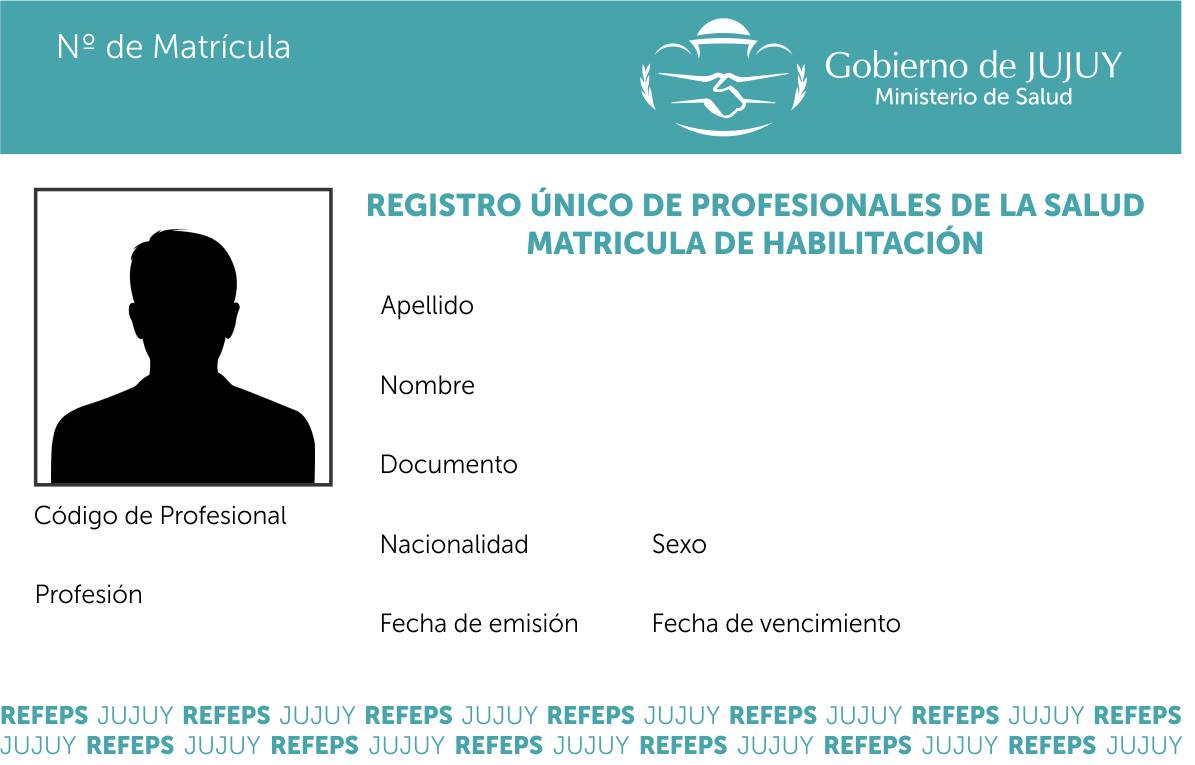 Nº de Matrícula
Gobierno de JUJUY
Ministerio de Salud
REGISTRO ÚNICO DE PROFESIONALES DE LA SALUD
MATRICULA DE HABILITACIÓN
Apellido
Nombre
Documento
Código de Profesional
Nacionalidad Sexo
Profesión
Fecha de emisión Fecha de vencimiento
REFEPS JUJUY REFEPS JUJUY REFEPS JUJUY REFEPS JUJUY REFEPS JUJUY REFEPS JUJUY REFEPS
JUJUY REFEPS JUJUY REFEPS JUJUY REFEPS JUJUY REFEPS JUJUY REFEPS JUJUY REFEPS JUJUY